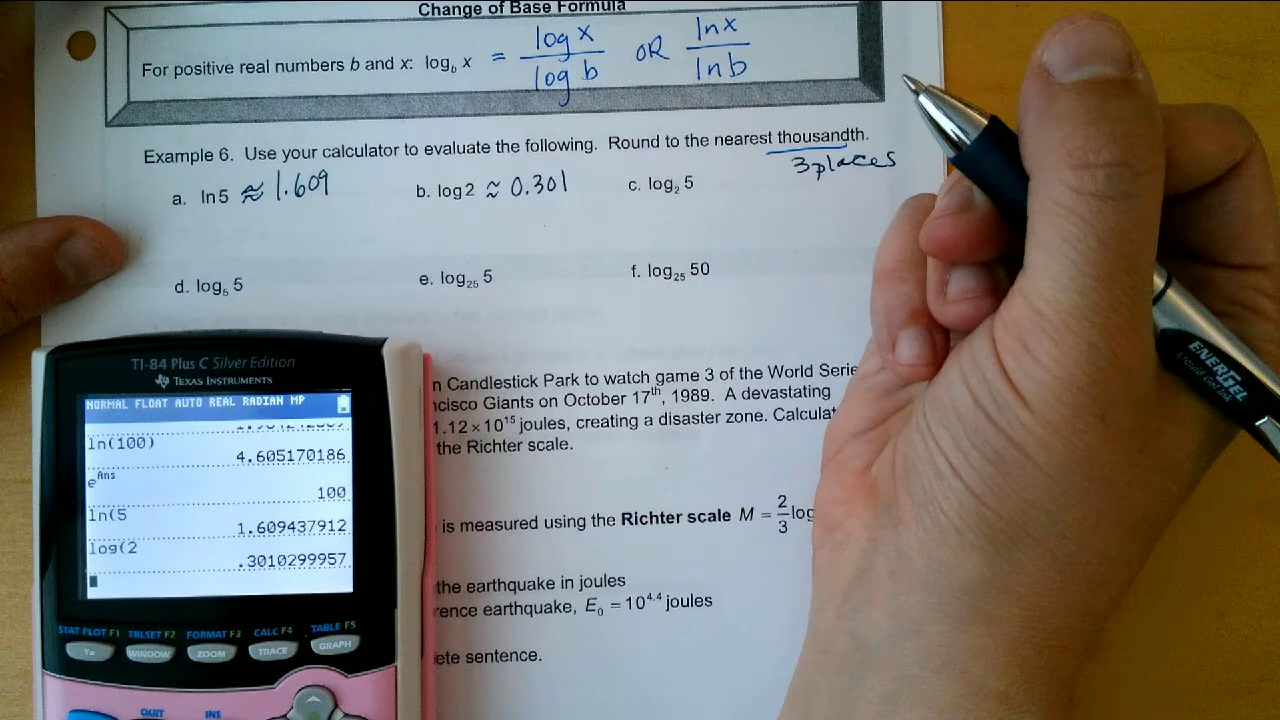 Change of Base Formula
For positive real numbers b and x: log_b x = log x / log b OR ln x / ln b
Example 6. Use your calculator to evaluate the following. Round to the nearest thousandth.
3 places
a. ln 5 ≈ 1.609 b. log 2 ≈ 0.301 c. log₂ 5
d. log₅ 5 e. log₂₅ 5 f. log₂₅ 50
n Candlestick Park to watch game 3 of the World Serie
ncisco Giants on October 17th, 1989. A devastating
1.12 × 10¹⁵ joules, creating a disaster zone. Calculat
the Richter scale.
is measured using the Richter scale M = 2/3 log
the earthquake in joules
rence earthquake, E₀ = 10^4.4 joules
ete sentence.
TI-84 Plus C Silver Edition
TEXAS INSTRUMENTS
NORMAL FLOAT AUTO REAL RADIAN MP
ln(100)
4.605170186
e^Ans
100
ln(5
1.609437912
log(2
.3010299957
STAT PLOT F1 TBLSET F2 FORMAT F3 CALC F4 TABLE F5
Y= WINDOW ZOOM TRACE GRAPH
QUIT INS
ENERGEL
Liquid Gel Ink